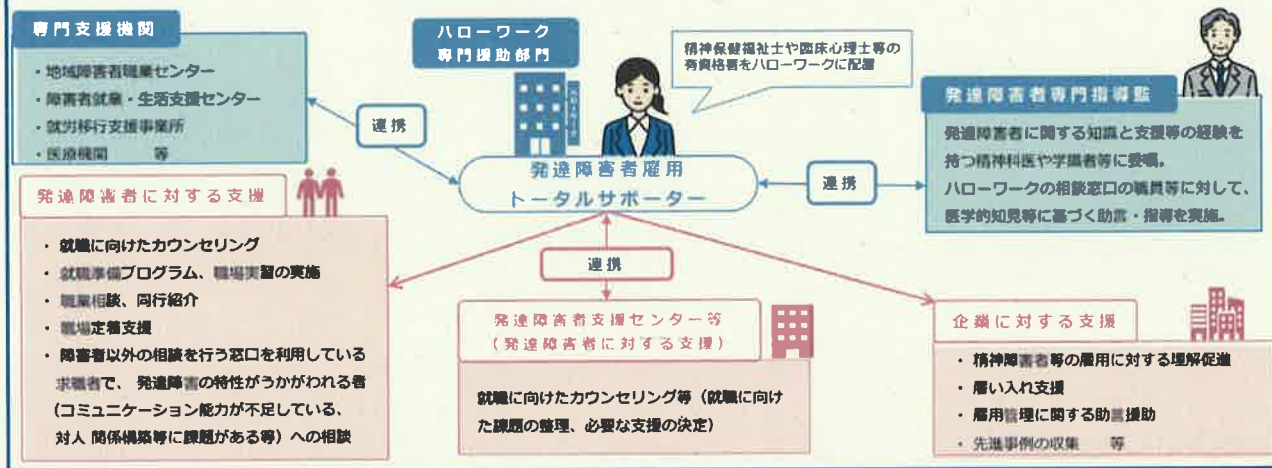 専門支援機関
・地域障害者職業センター
・障害者就業・生活支援センター
・就労移行支援事業所
・医療機関 等
ハローワーク
専門援助部門
ハローワーク
精神保健福祉士や臨床心理士等の
有資格者をハローワークに配置
発達障害者専門指導監
発達障害者に関する知識と支援等の経験を
持つ精神科医や学識者等に委嘱。
ハローワークの相談窓口の職員等に対して、
医学的知見等に基づく助言・指導を実施。
連携
発達障害者雇用
トータルサポーター
連携
発達障害者に対する支援
・ 就職に向けたカウンセリング
・ 就職準備プログラム、職場実習の実施
・ 職業相談、同行紹介
・ 職場定着支援
・ 障害者以外の相談を行う窓口を利用している
求職者で、 発達障害の特性がうかがわれる者
（コミュニケーション能力が不足している、
対人 関係構築等に課題がある等）への相談
連携
発達障害者支援センター等
（発達障害者に対する支援）
就職に向けたカウンセリング等（就職に向け
た課題の整理、必要な支援の決定）
企業に対する支援
・ 精神障害者等の雇用に対する理解促進
・ 雇い入れ支援
・ 雇用管理に関する助言援助
・ 先進事例の収集 等